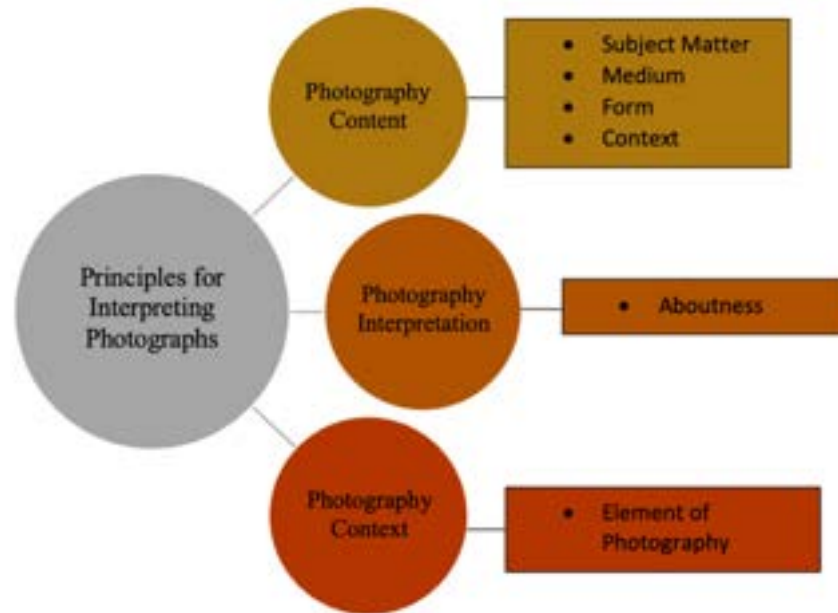 Principles for
Interpreting
Photographs
Photography
Content
• Subject Matter
• Medium
• Form
• Context
Photography
Interpretation
• Aboutness
Photography
Context
• Element of
Photography